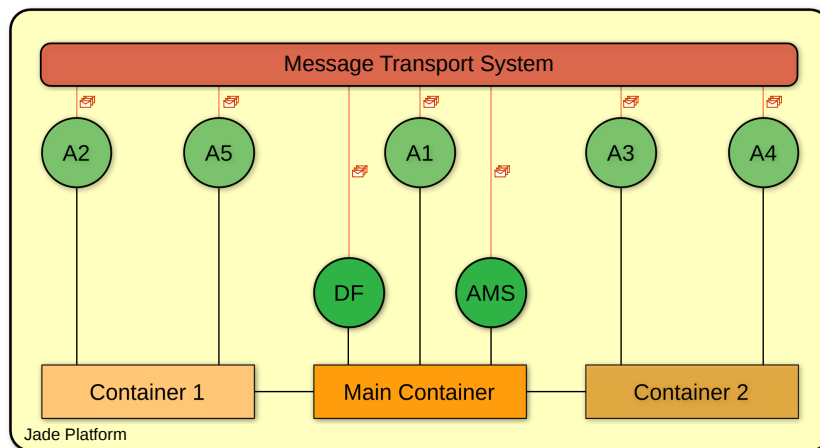 Message Transport System
A2
A5
A1
A3
A4
DF
AMS
Container 1
Main Container
Container 2
Jade Platform